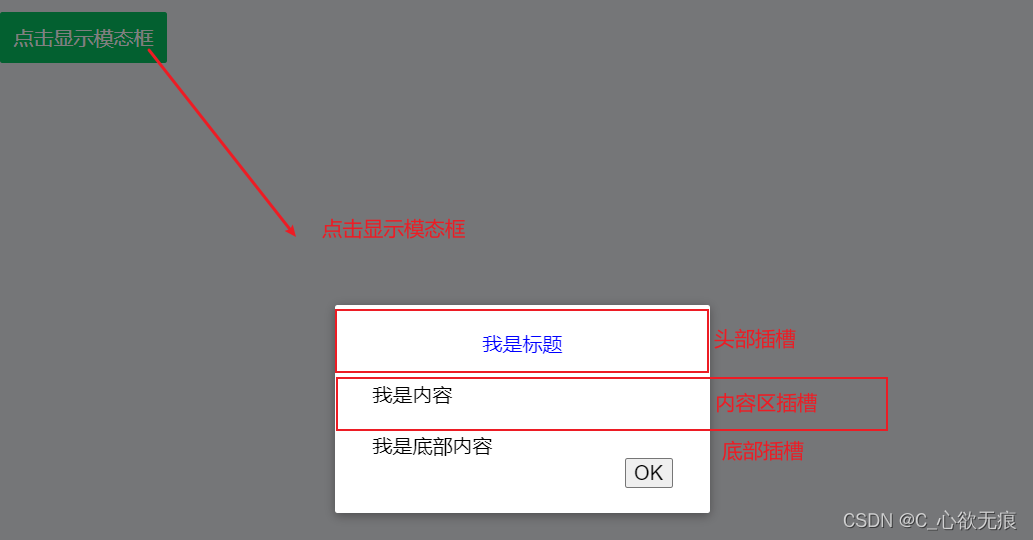 点击显示模态框
点击显示模态框
我是标题
头部插槽
我是内容
内容区插槽
我是底部内容
底部插槽
OK
CSDN @C_心欲无痕